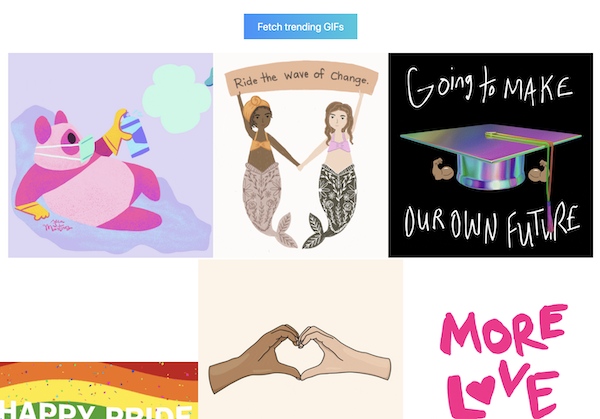 Fetch trending GIFs
Ride the wave of Change.
Going to MAKE
OUR OWN FUTURE
HAPPY PRIDE
MORE
LOVE